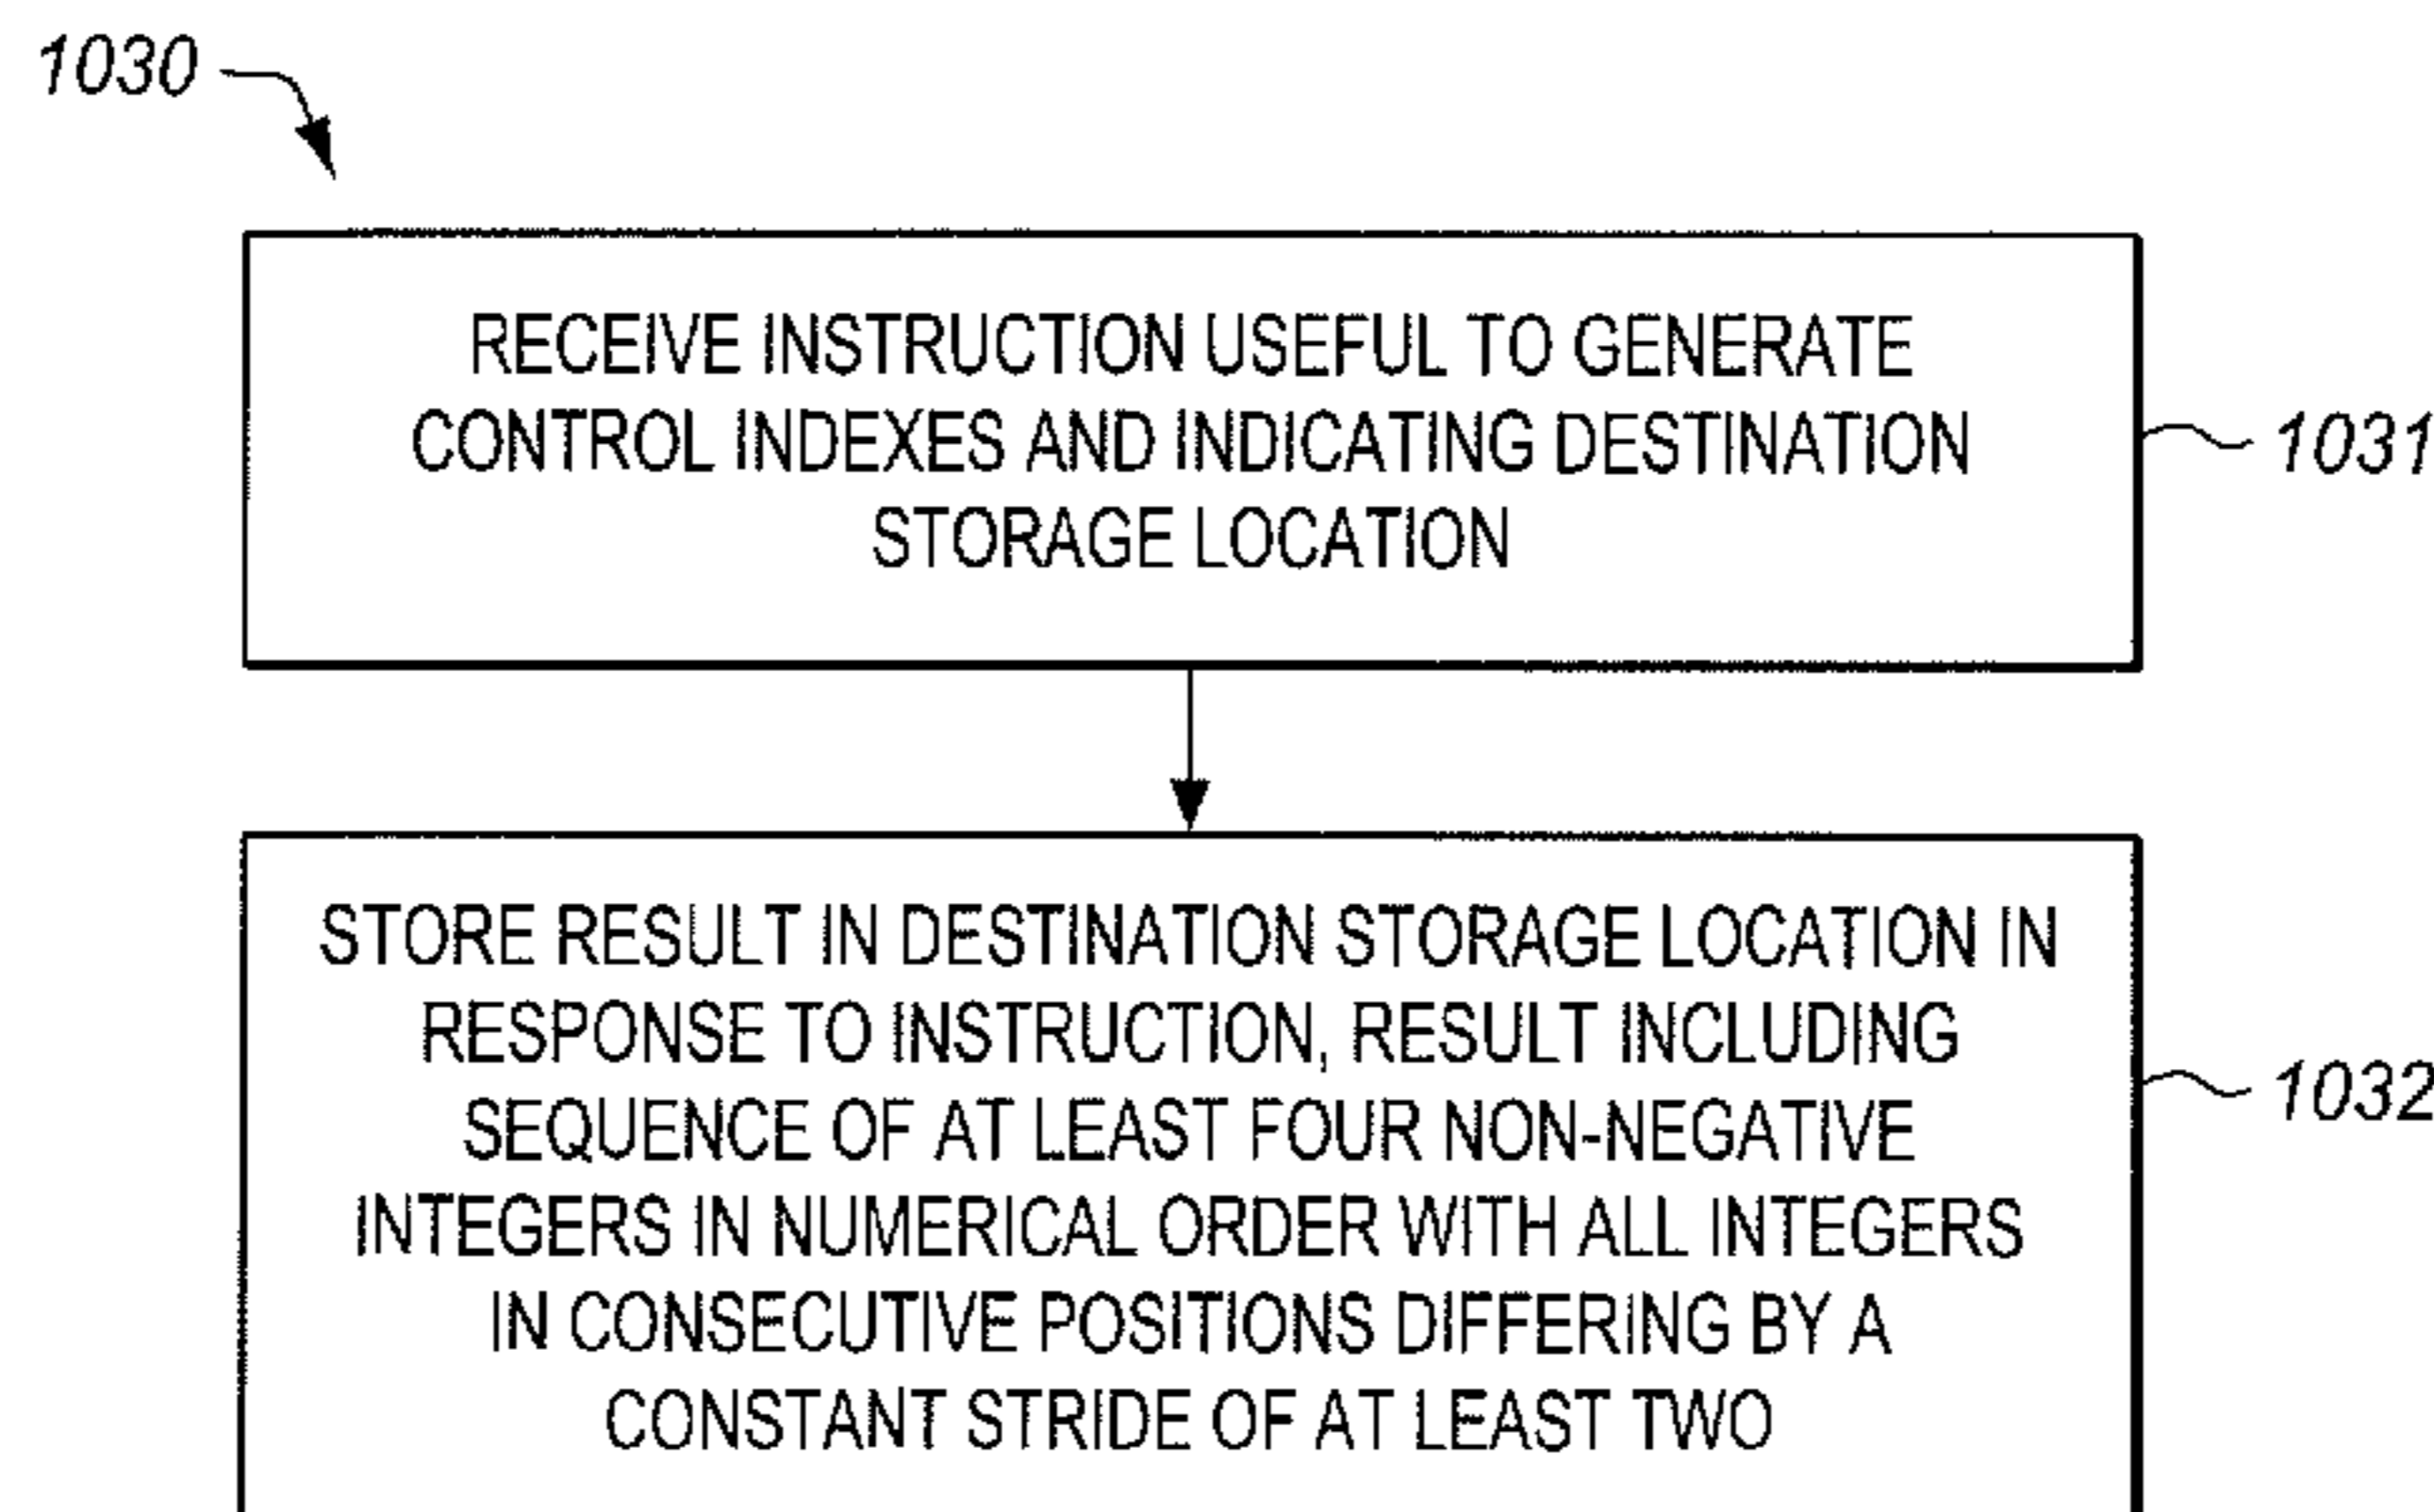 1030
RECEIVE INSTRUCTION USEFUL TO GENERATE
CONTROL INDEXES AND INDICATING DESTINATION
STORAGE LOCATION
1031
STORE RESULT IN DESTINATION STORAGE LOCATION IN
RESPONSE TO INSTRUCTION, RESULT INCLUDING
SEQUENCE OF AT LEAST FOUR NON-NEGATIVE
INTEGERS IN NUMERICAL ORDER WITH ALL INTEGERS
IN CONSECUTIVE POSITIONS DIFFERING BY A
CONSTANT STRIDE OF AT LEAST TWO
1032